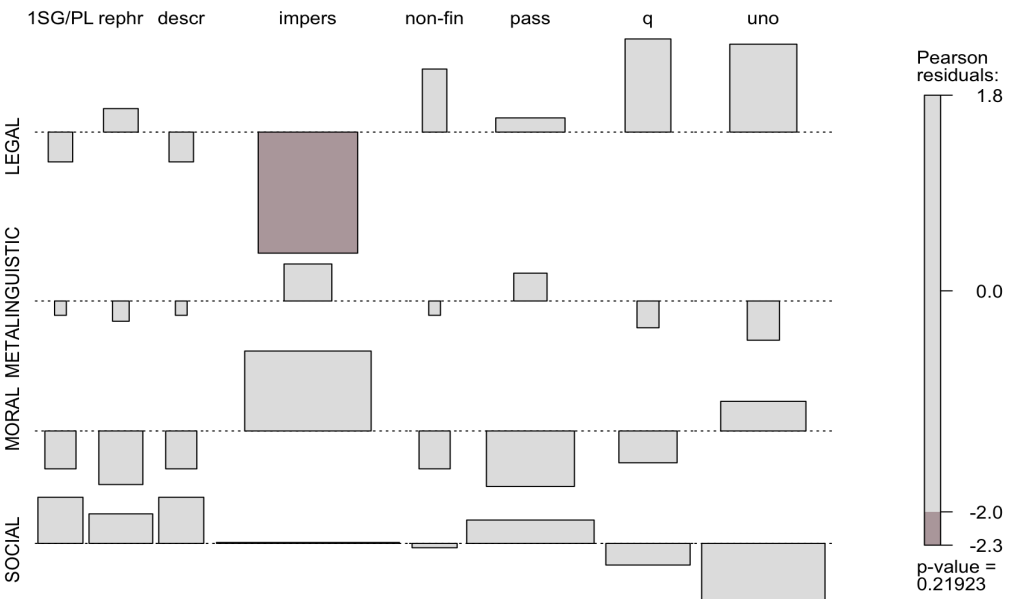 1SG/PL rephr descr impers non-fin pass q uno
LEGAL
METALINGUISTIC
MORAL
SOCIAL
Pearson
residuals:
1.8
0.0
-2.0
-2.3
p-value =
0.21923